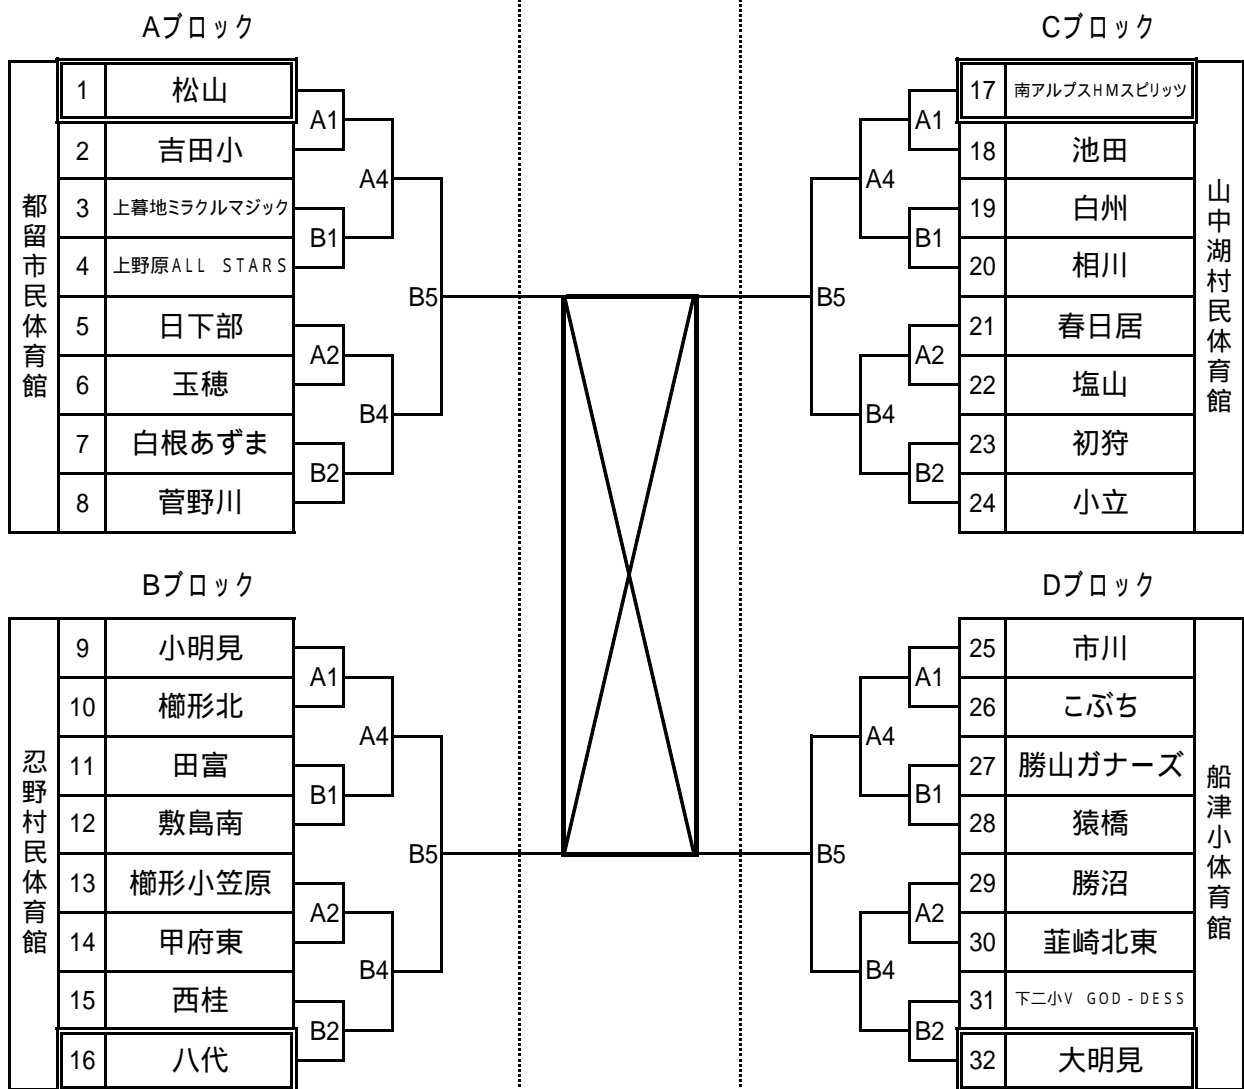 Aブロック
都留市民体育館
1 松山
2 吉田小
3 上暮地ミラクルマジック
4 上野原ALL STARS
5 日下部
6 玉穂
7 白根あずま
8 菅野川
A1
B1
A2
B2
A4
B4
B5
Bブロック
忍野村民体育館
9 小明見
10 櫛形北
11 田富
12 敷島南
13 櫛形小笠原
14 甲府東
15 西桂
16 八代
A1
B1
A2
B2
A4
B4
B5
Cブロック
山中湖村民体育館
17 南アルプスHMスピリッツ
18 池田
19 白州
20 相川
21 春日居
22 塩山
23 初狩
24 小立
A1
B1
A2
B2
A4
B4
B5
Dブロック
船津小体育館
25 市川
26 こぶち
27 勝山ガナーズ
28 猿橋
29 勝沼
30 韮崎北東
31 下二小V GOD-DESS
32 大明見
A1
B1
A2
B2
A4
B4
B5